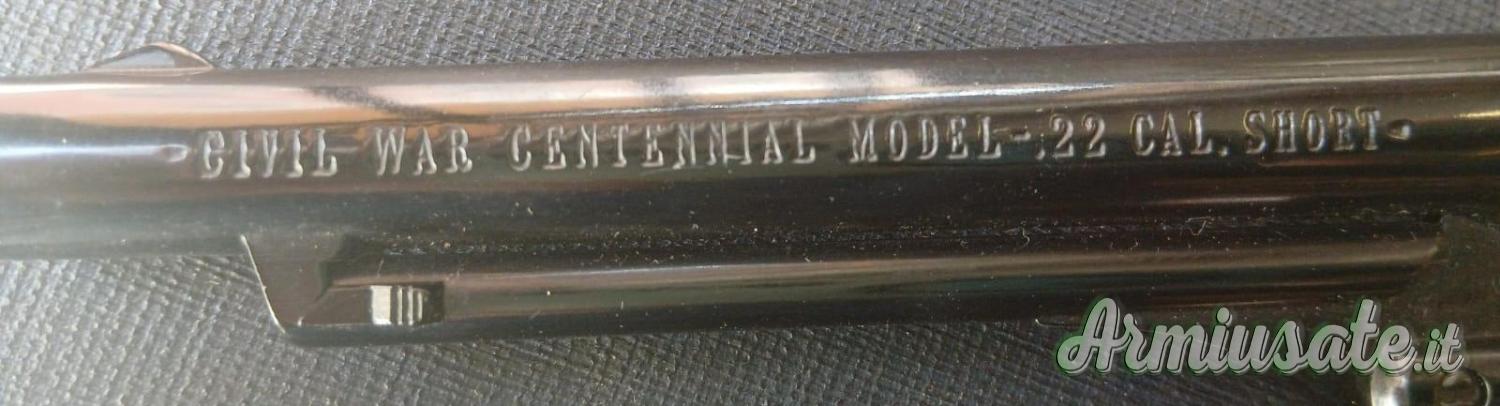 -CIVIL WAR CENTENNIAL MODEL-.22 CAL. SHORT-
Armiusate.it